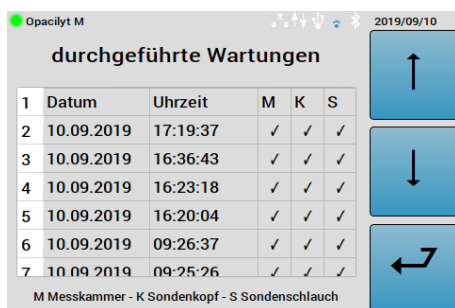 Opacilyt M 2019/09/10
durchgeführte Wartungen
1 Datum Uhrzeit M K S
2 10.09.2019 17:19:37 ✓ ✓ ✓
3 10.09.2019 16:36:43 ✓ ✓ ✓
4 10.09.2019 16:23:18 ✓ ✓ ✓
5 10.09.2019 16:20:04 ✓ ✓ ✓
6 10.09.2019 09:26:37 ✓ ✓ ✓
7 10.09.2019 09:25:26 ✓ ✓ ✓
M Messkammer - K Sondenkopf - S Sondenschlauch